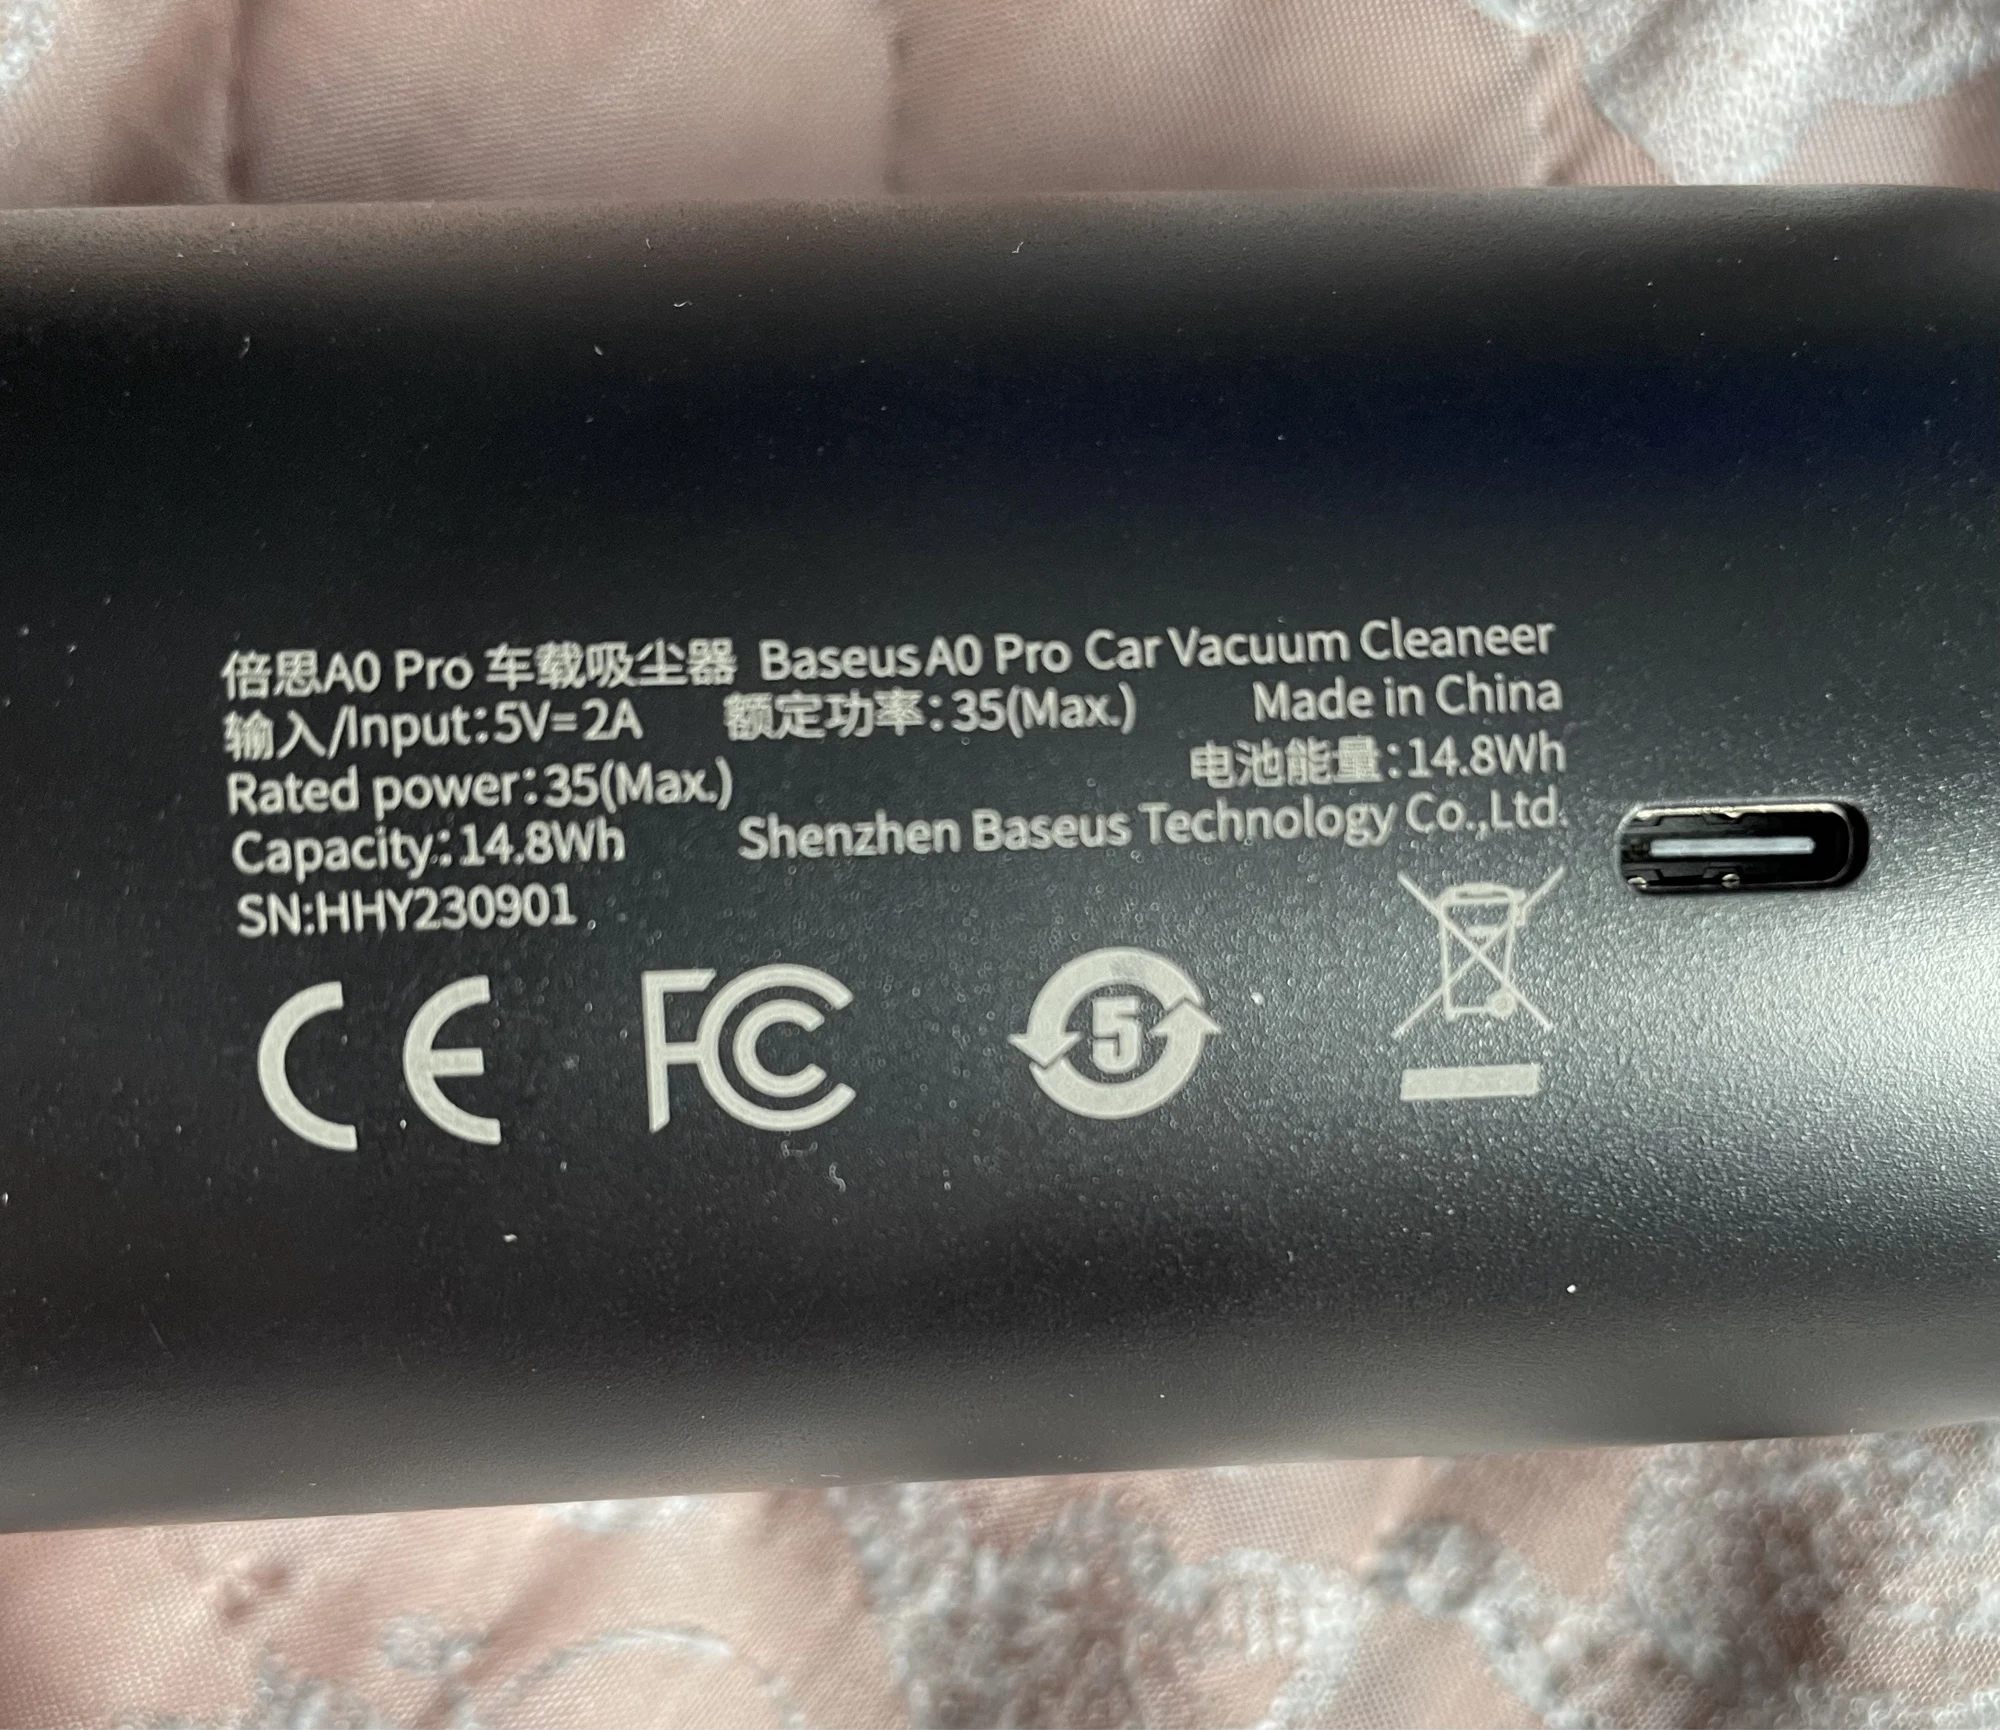 倍思A0 Pro 车载吸尘器 Baseus A0 Pro Car Vacuum Cleaneer
输入/Input:5V=2A 额定功率:35(Max.) Made in China
Rated power:35(Max.) 电池能量:14.8Wh
Capacity:14.8Wh Shenzhen Baseus Technology Co.,Ltd.
SN:HHY230901
CE FC 5